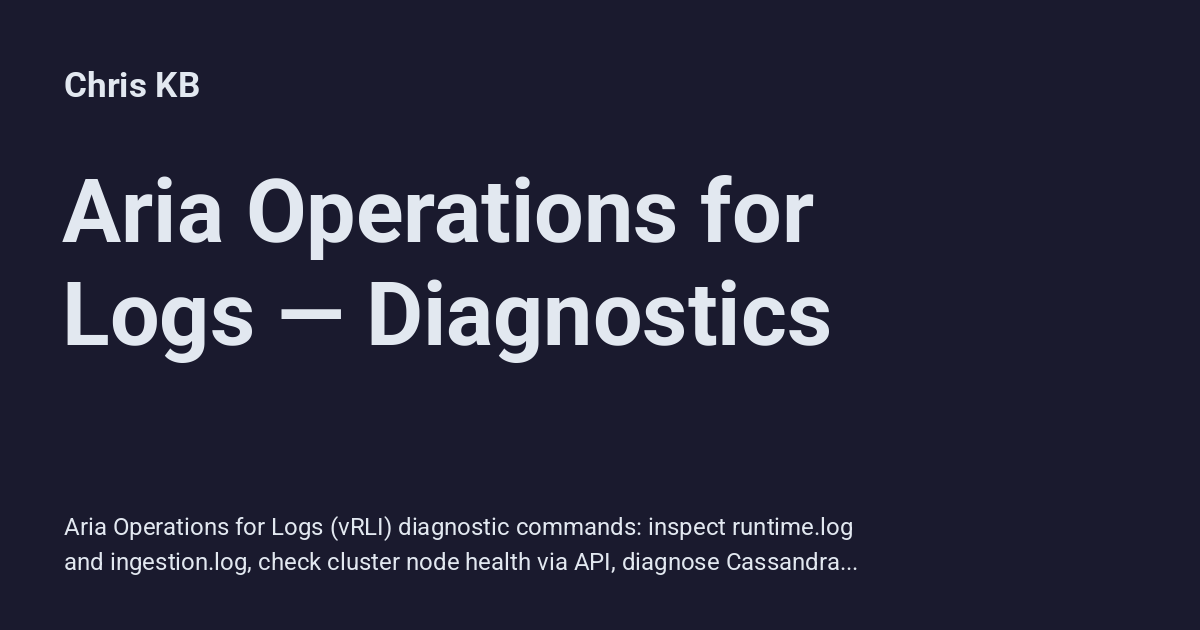 Chris KB
Aria Operations for
Logs — Diagnostics
Aria Operations for Logs (vRLI) diagnostic commands: inspect runtime.log
and ingestion.log, check cluster node health via API, diagnose Cassandra...